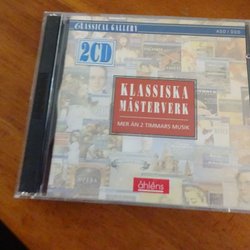 CLASSICAL GALLERY
2CD
KLASSISKA
MÄSTERVERK
MER ÄN 2 TIMMARS MUSIK
åhléns